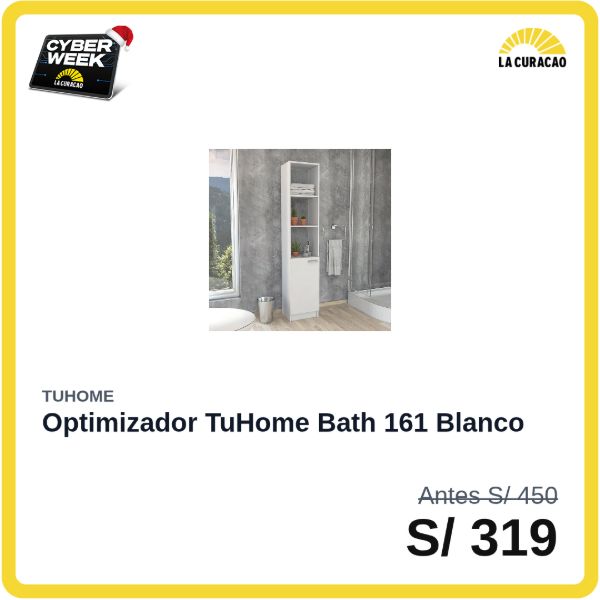 CYBER
WEEK
LA CURACAO
LA CURACAO
TUHOME
Optimizador TuHome Bath 161 Blanco
Antes S/ 450
S/ 319